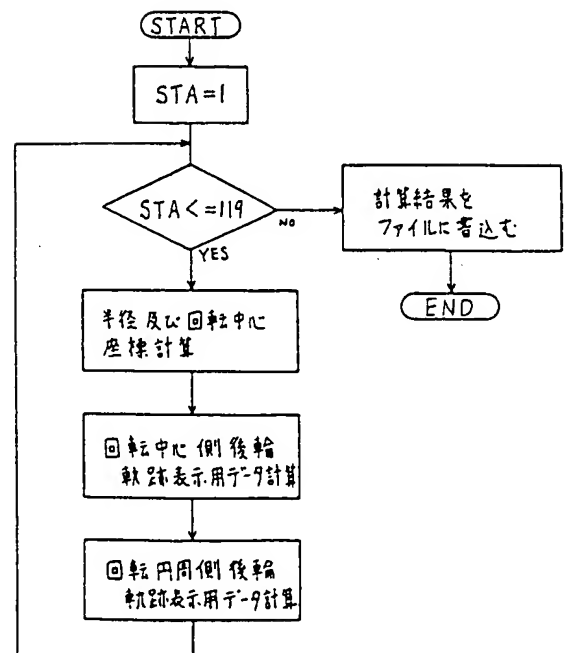 START
STA=1
STA<=119
NO
YES
計算結果を
ファイルに書込む
END
半径及び回転中心
座標計算
回転中心側後輪
軌跡表示用データ計算
回転円周側後輪
軌跡表示用データ計算